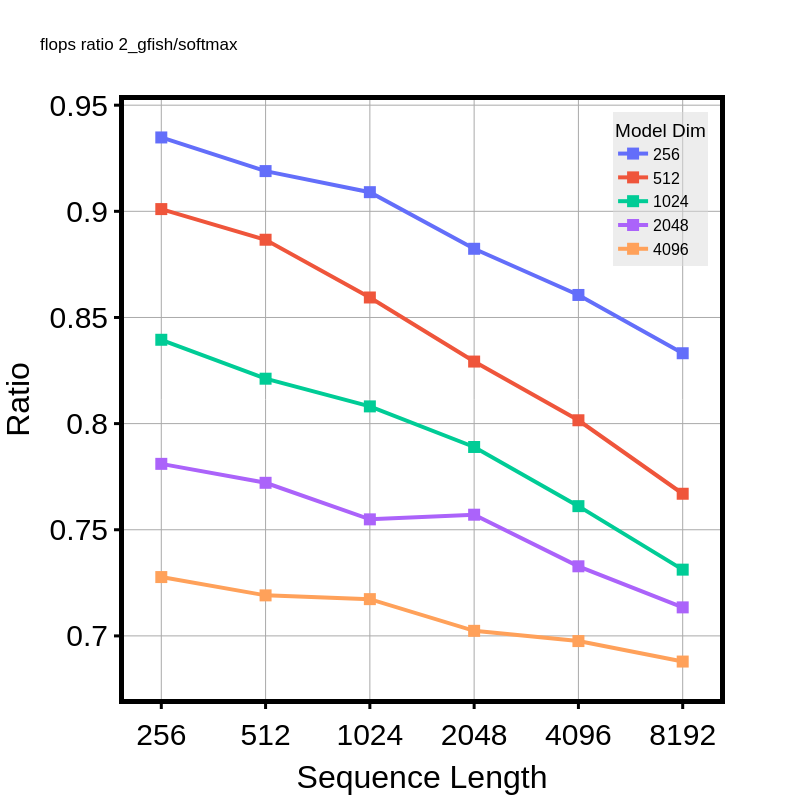 flops ratio 2_gfish/softmax
0.95
0.9
0.85
0.8
0.75
0.7
Ratio
Model Dim
256
512
1024
2048
4096
256 512 1024 2048 4096 8192
Sequence Length